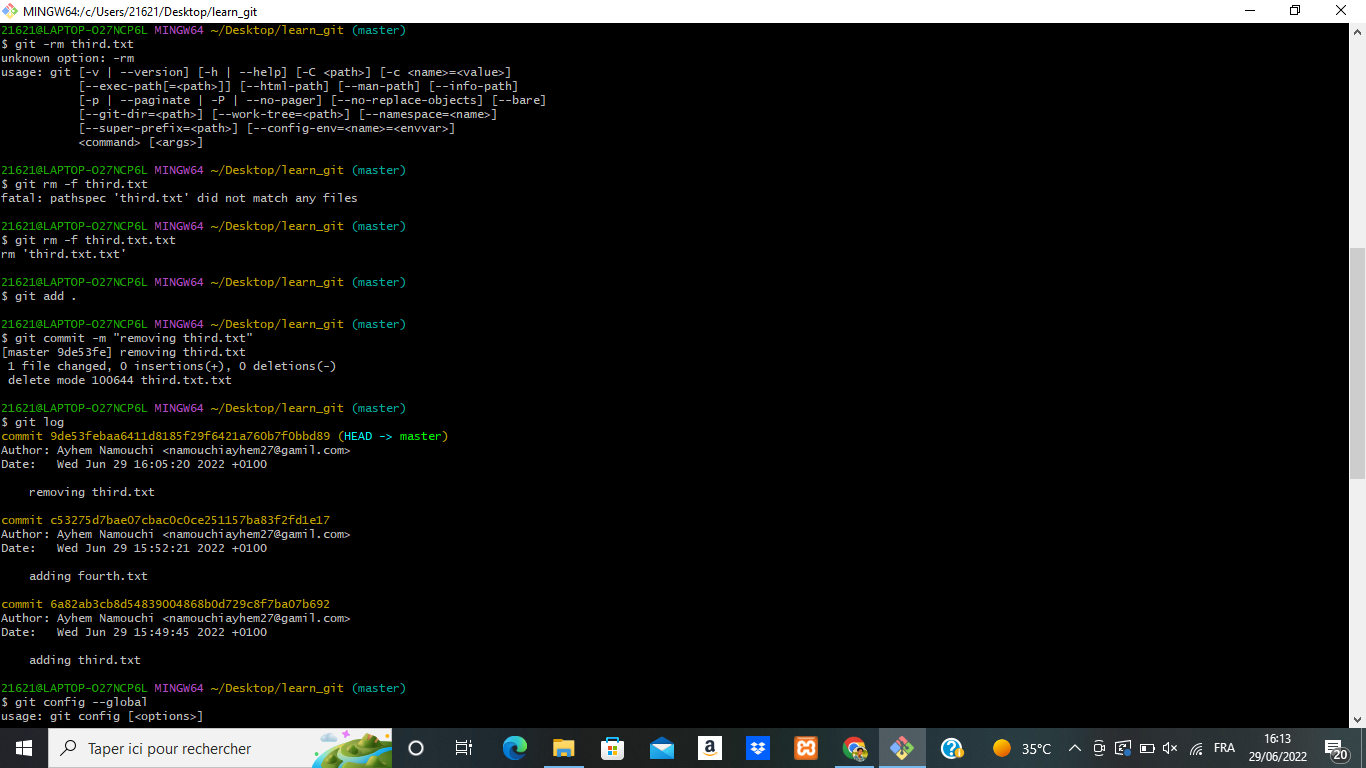 MINGW64:/c/Users/21621/Desktop/learn_git
21621@LAPTOP-O27NCP6L MINGW64 ~/Desktop/learn_git (master)
$ git -rm third.txt
unknown option: -rm
usage: git [-v | --version] [-h | --help] [-C <path>] [-c <name>=<value>]
           [--exec-path[=<path>]] [--html-path] [--man-path] [--info-path]
           [-p | --paginate | -P | --no-pager] [--no-replace-objects] [--bare]
           [--git-dir=<path>] [--work-tree=<path>] [--namespace=<name>]
           [--super-prefix=<path>] [--config-env=<name>=<envvar>]
           <command> [<args>]
21621@LAPTOP-O27NCP6L MINGW64 ~/Desktop/learn_git (master)
$ git rm -f third.txt
fatal: pathspec 'third.txt' did not match any files
21621@LAPTOP-O27NCP6L MINGW64 ~/Desktop/learn_git (master)
$ git rm -f third.txt.txt
rm 'third.txt.txt'
21621@LAPTOP-O27NCP6L MINGW64 ~/Desktop/learn_git (master)
$ git add .
21621@LAPTOP-O27NCP6L MINGW64 ~/Desktop/learn_git (master)
$ git commit -m "removing third.txt"
[master 9de53fe] removing third.txt
 1 file changed, 0 insertions(+), 0 deletions(-)
 delete mode 100644 third.txt.txt
21621@LAPTOP-O27NCP6L MINGW64 ~/Desktop/learn_git (master)
$ git log
commit 9de53febaa6411d8185f29f6421a760b7f0bbd89 (HEAD -> master)
Author: Ayhem Namouchi <namouchiayhem27@gamil.com>
Date:   Wed Jun 29 16:05:20 2022 +0100
    removing third.txt
commit c53275d7bae07cbac0c0ce251157ba83f2fd1e17
Author: Ayhem Namouchi <namouchiayhem27@gamil.com>
Date:   Wed Jun 29 15:52:21 2022 +0100
    adding fourth.txt
commit 6a82ab3cb8d54839004868b0d729c8f7ba07b692
Author: Ayhem Namouchi <namouchiayhem27@gamil.com>
Date:   Wed Jun 29 15:49:45 2022 +0100
    adding third.txt
21621@LAPTOP-O27NCP6L MINGW64 ~/Desktop/learn_git (master)
$ git config --global
usage: git config [<options>]
Taper ici pour rechercher
35°C
FRA
16:13
29/06/2022
20